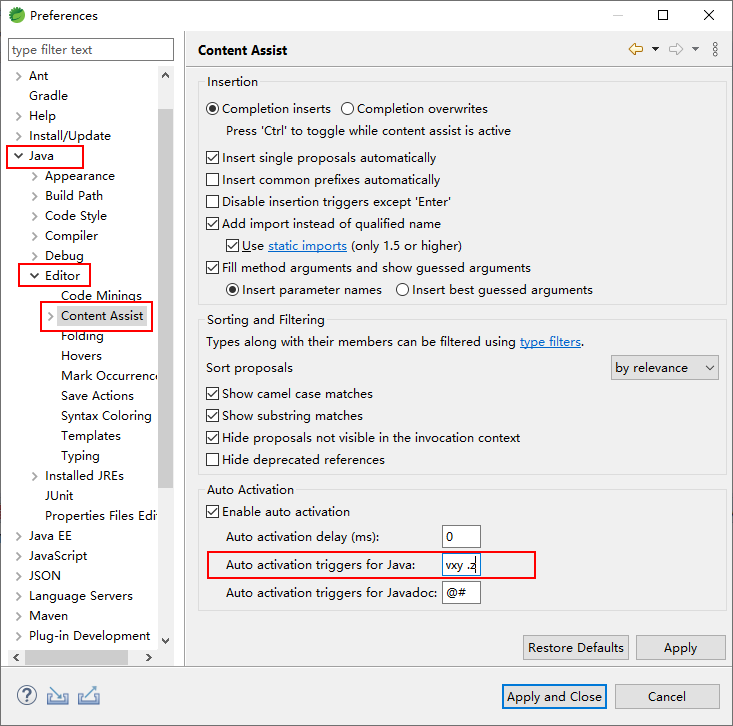 Preferences
type filter text
Ant
Gradle
Help
Install/Update
Java
Appearance
Build Path
Code Style
Compiler
Debug
Editor
Code Minings
Content Assist
Folding
Hovers
Mark Occurrenc
Save Actions
Syntax Coloring
Templates
Typing
Installed JREs
JUnit
Properties Files Edi
Java EE
JavaScript
JSON
Language Servers
Maven
Plug-in Development
Content Assist
Insertion
Completion inserts Completion overwrites
Press 'Ctrl' to toggle while content assist is active
Insert single proposals automatically
Insert common prefixes automatically
Disable insertion triggers except 'Enter'
Add import instead of qualified name
Use static imports (only 1.5 or higher)
Fill method arguments and show guessed arguments
Insert parameter names Insert best guessed arguments
Sorting and Filtering
Types along with their members can be filtered using type filters.
Sort proposals by relevance
Show camel case matches
Show substring matches
Hide proposals not visible in the invocation context
Hide deprecated references
Auto Activation
Enable auto activation
Auto activation delay (ms): 0
Auto activation triggers for Java: vxy .z
Auto activation triggers for Javadoc: @#
Restore Defaults Apply
? Apply and Close Cancel